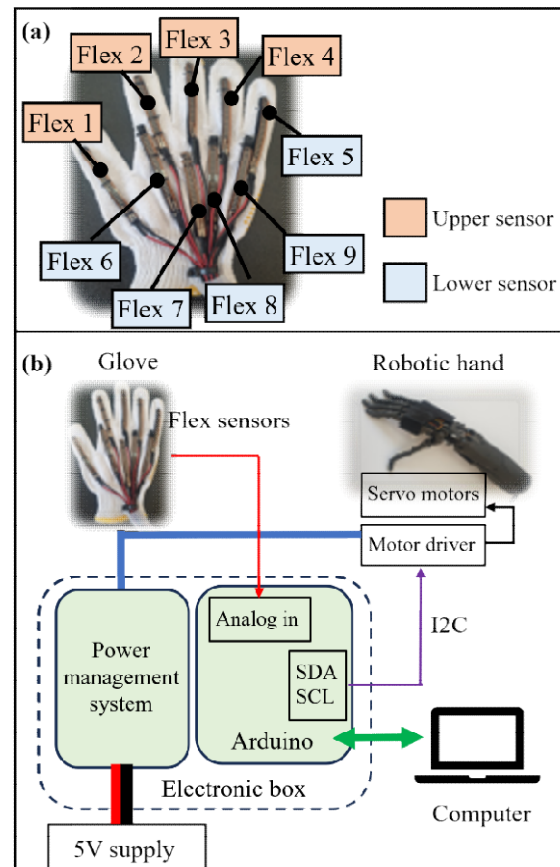 (a)
Flex 3
Flex 2
Flex 4
Flex 1
Flex 5
Upper sensor
Flex 6
Flex 9
Flex 7
Flex 8
Lower sensor
(b)
Glove
Robotic hand
Flex sensors
Servo motors
Motor driver
Analog in
I2C
Power
management
system
SDA
SCL
Arduino
Electronic box
Computer
5V supply